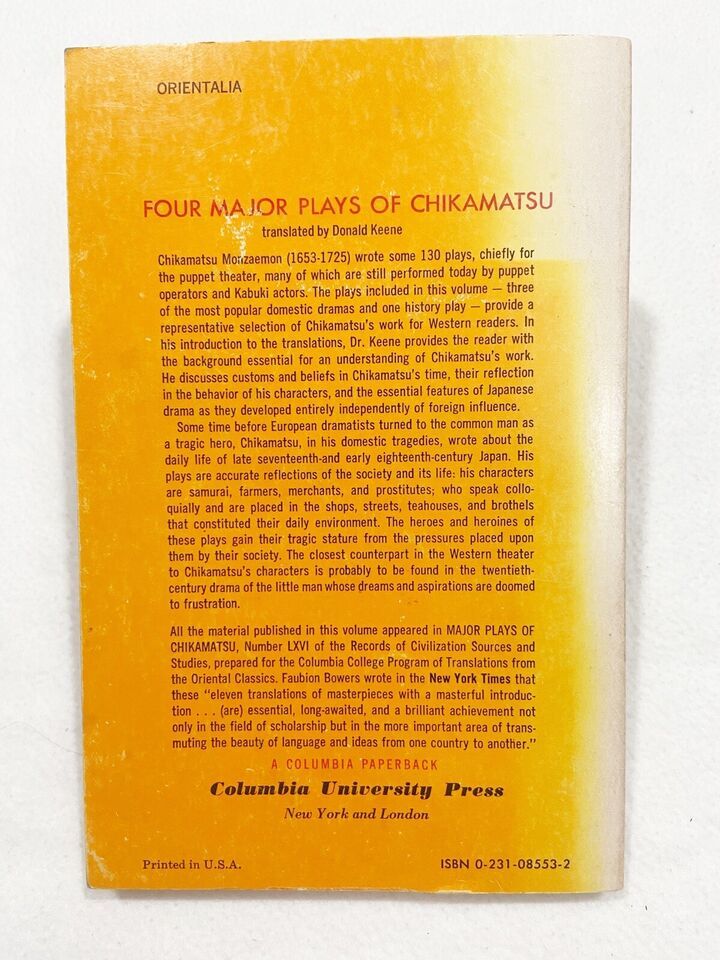 ORIENTALIA
FOUR MAJOR PLAYS OF CHIKAMATSU
translated by Donald Keene
Chikamatsu Monzaemon (1653-1725) wrote some 130 plays, chiefly for
the puppet theater, many of which are still performed today by puppet
operators and Kabuki actors. The plays included in this volume — three
of the most popular domestic dramas and one history play — provide a
representative selection of Chikamatsu's work for Western readers. In
his introduction to the translations, Dr. Keene provides the reader with
the background essential for an understanding of Chikamatsu's work.
He discusses customs and beliefs in Chikamatsu's time, their reflection
in the behavior of his characters, and the essential features of Japanese
drama as they developed entirely independently of foreign influence.
Some time before European dramatists turned to the common man as
a tragic hero, Chikamatsu, in his domestic tragedies, wrote about the
daily life of late seventeenth-and early eighteenth-century Japan. His
plays are accurate reflections of the society and its life: his characters
are samurai, farmers, merchants, and prostitutes; who speak collo-
quially and are placed in the shops, streets, teahouses, and brothels
that constituted their daily environment. The heroes and heroines of
these plays gain their tragic stature from the pressures placed upon
them by their society. The closest counterpart in the Western theater
to Chikamatsu's characters is probably to be found in the twentieth-
century drama of the little man whose dreams and aspirations are doomed
to frustration.
All the material published in this volume appeared in MAJOR PLAYS OF
CHIKAMATSU, Number LXVI of the Records of Civilization Sources and
Studies, prepared for the Columbia College Program of Translations from
the Oriental Classics. Faubion Bowers wrote in the New York Times that
these "eleven translations of masterpieces with a masterful introduc-
tion . . . (are) essential, long-awaited, and a brilliant achievement not
only in the field of scholarship but in the more important area of trans-
muting the beauty of language and ideas from one country to another."
A COLUMBIA PAPERBACK
Columbia University Press
New York and London
Printed in U.S.A.
ISBN 0-231-08553-2